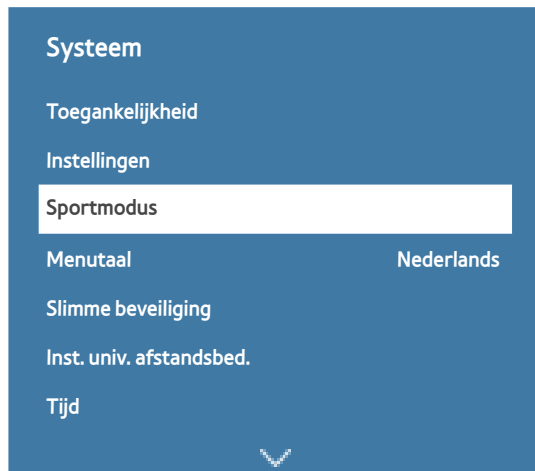 Systeem
Toegankelijkheid
Instellingen
Sportmodus
Menutaal Nederlands
Slimme beveiliging
Inst. univ. afstandsbed.
Tijd